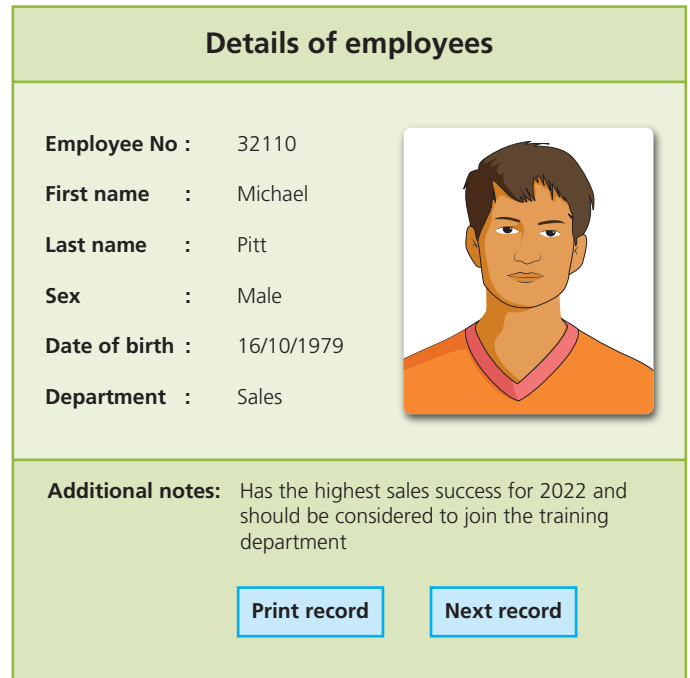 Details of employees
Employee No : 32110
First name : Michael
Last name : Pitt
Sex : Male
Date of birth : 16/10/1979
Department : Sales
Additional notes: Has the highest sales success for 2022 and
should be considered to join the training
department
Print record Next record